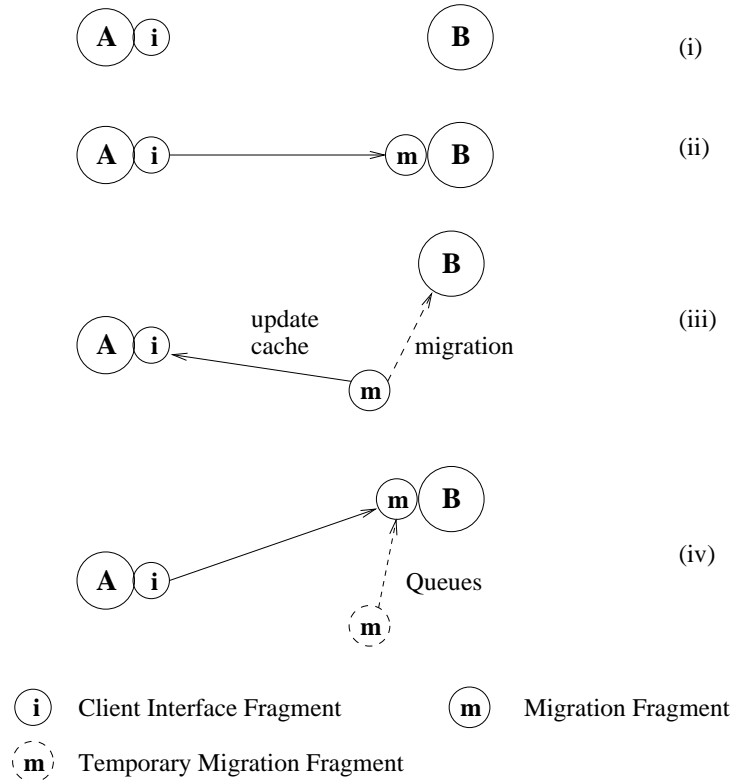 A i B (i)
A i m B (ii)
B
update
cache
migration
(iii)
A i
m
m B
A i
Queues
(iv)
m
i Client Interface Fragment
m Migration Fragment
m Temporary Migration Fragment